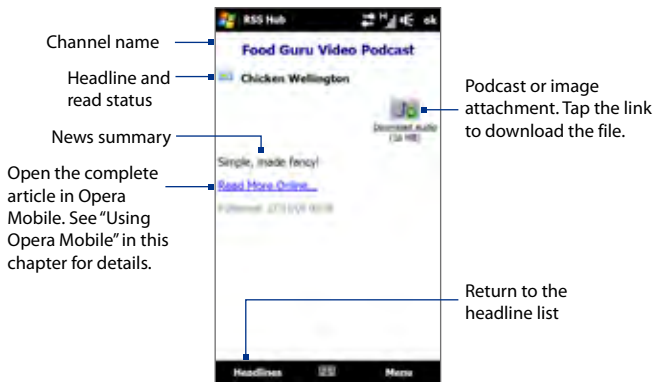 RSS Hub
ok
Channel name
Food Guru Video Podcast
Headline and
read status
Chicken Wellington
Podcast or image
attachment. Tap the link
to download the file.
Download Audio
News summary
Simple, made fancy!
Open the complete
article in Opera
Mobile. See “Using
Opera Mobile” in this
chapter for details.
Read More Online...
Return to the
headline list
Headlines
Menu